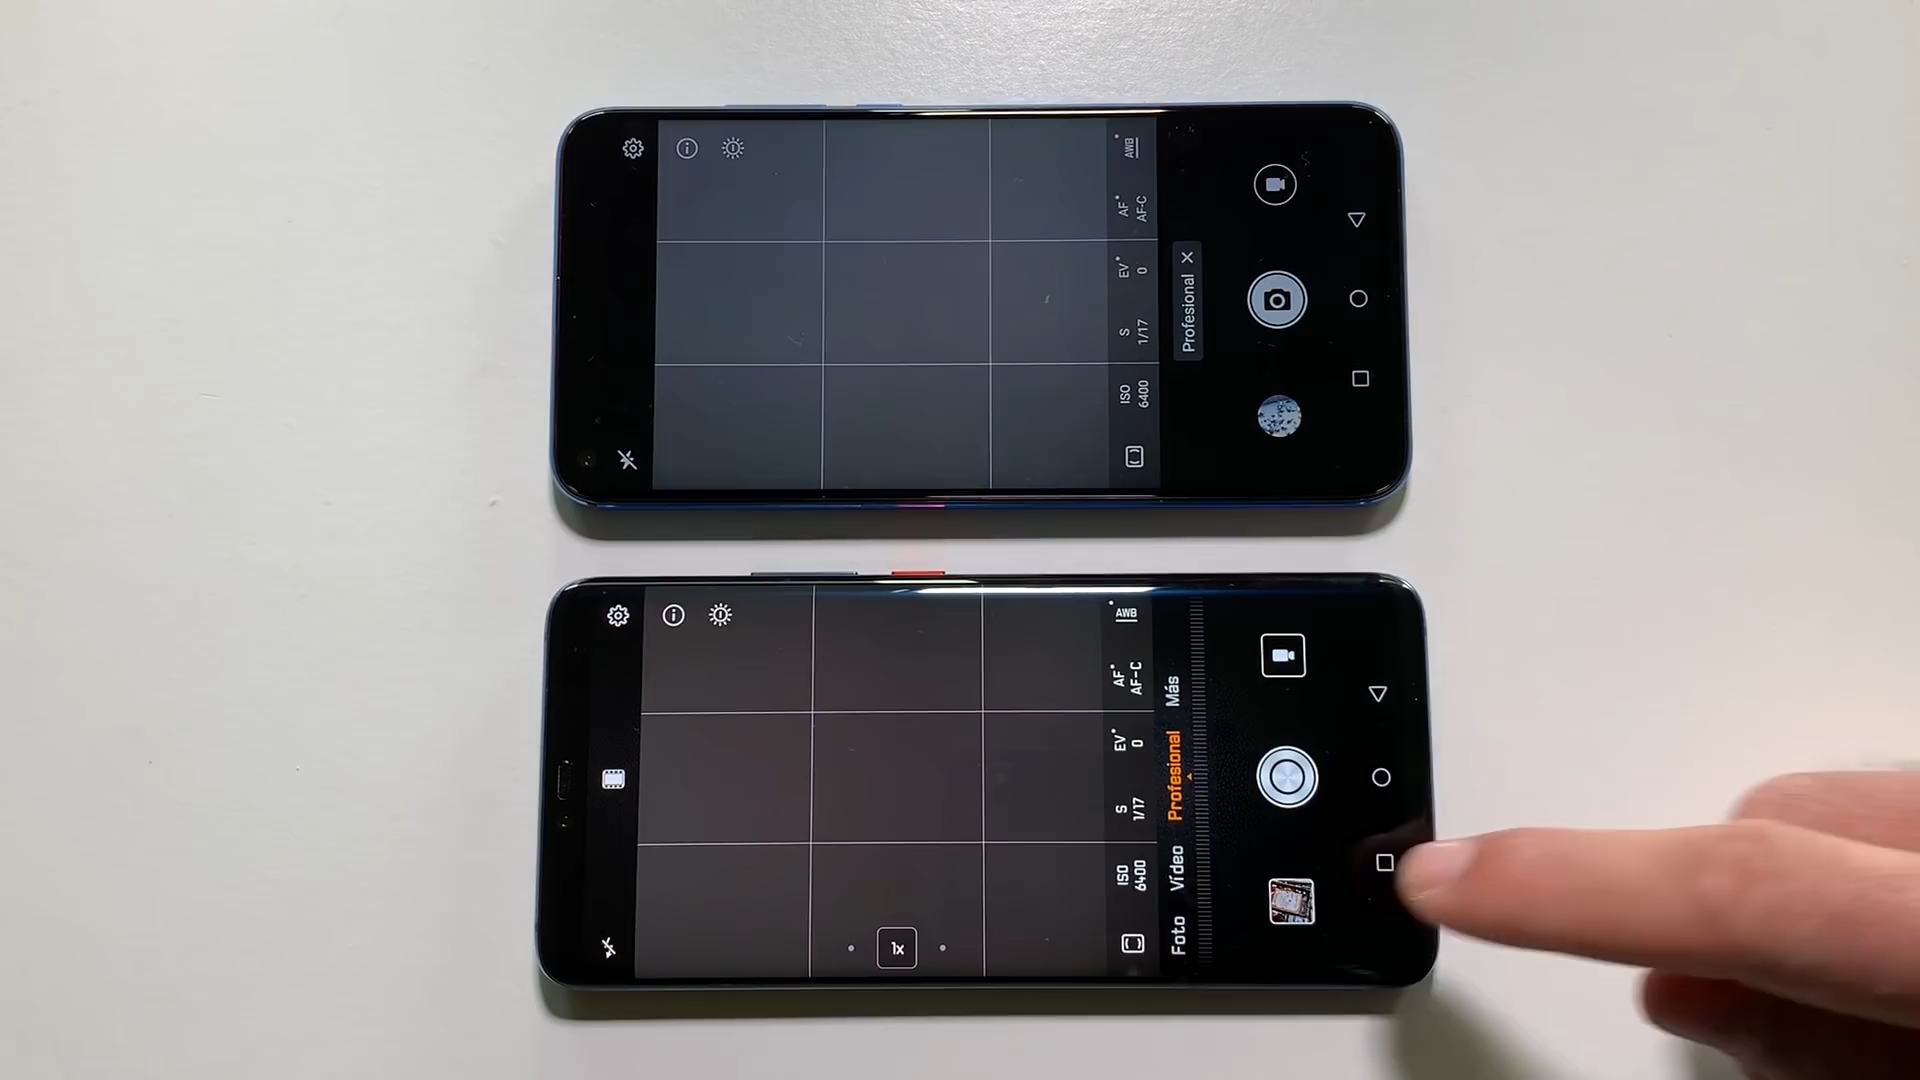 AWB
AF
AF-C
EV
0
S
1/17
ISO
6400
Profesional X
AWB
AF
AF-C
EV
0
S
1/17
ISO
6400
1x
Foto Vídeo Profesional Más